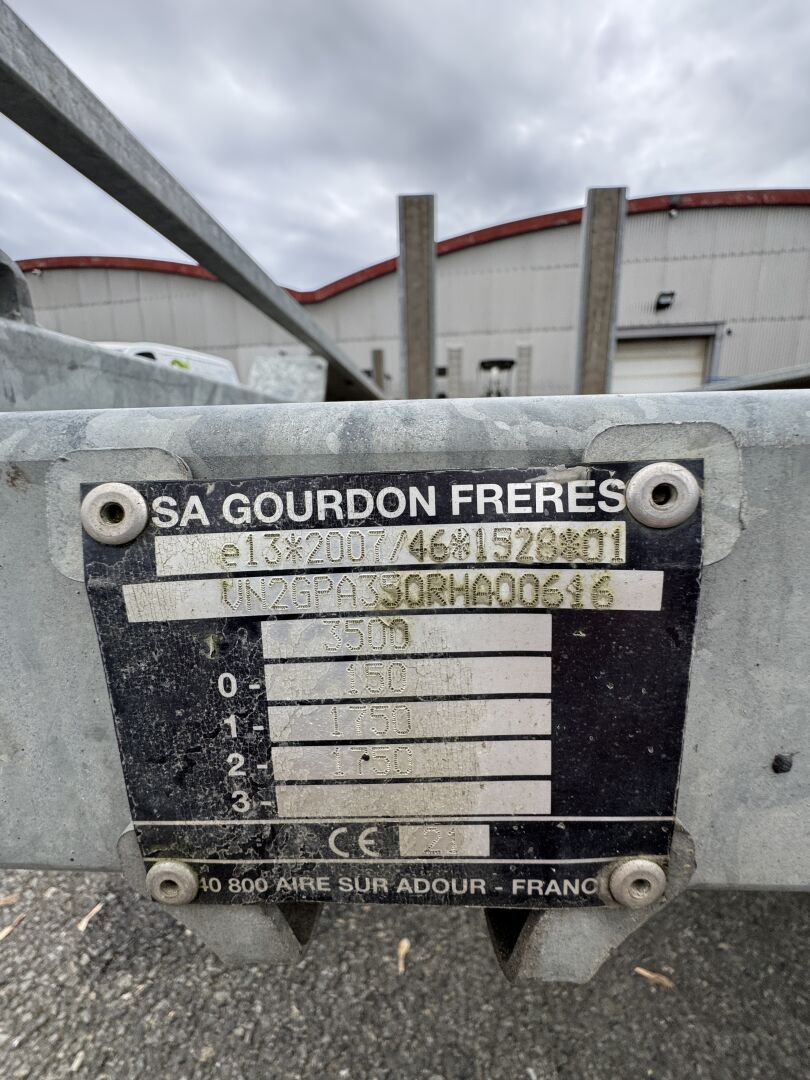 SA GOURDON FRERES
e13*2007/46*1528*01
VN2GPA350RHA00616
3500
0- 150
1- 1750
2- 1750
3-
CE 21
40 800 AIRE SUR ADOUR - FRANC